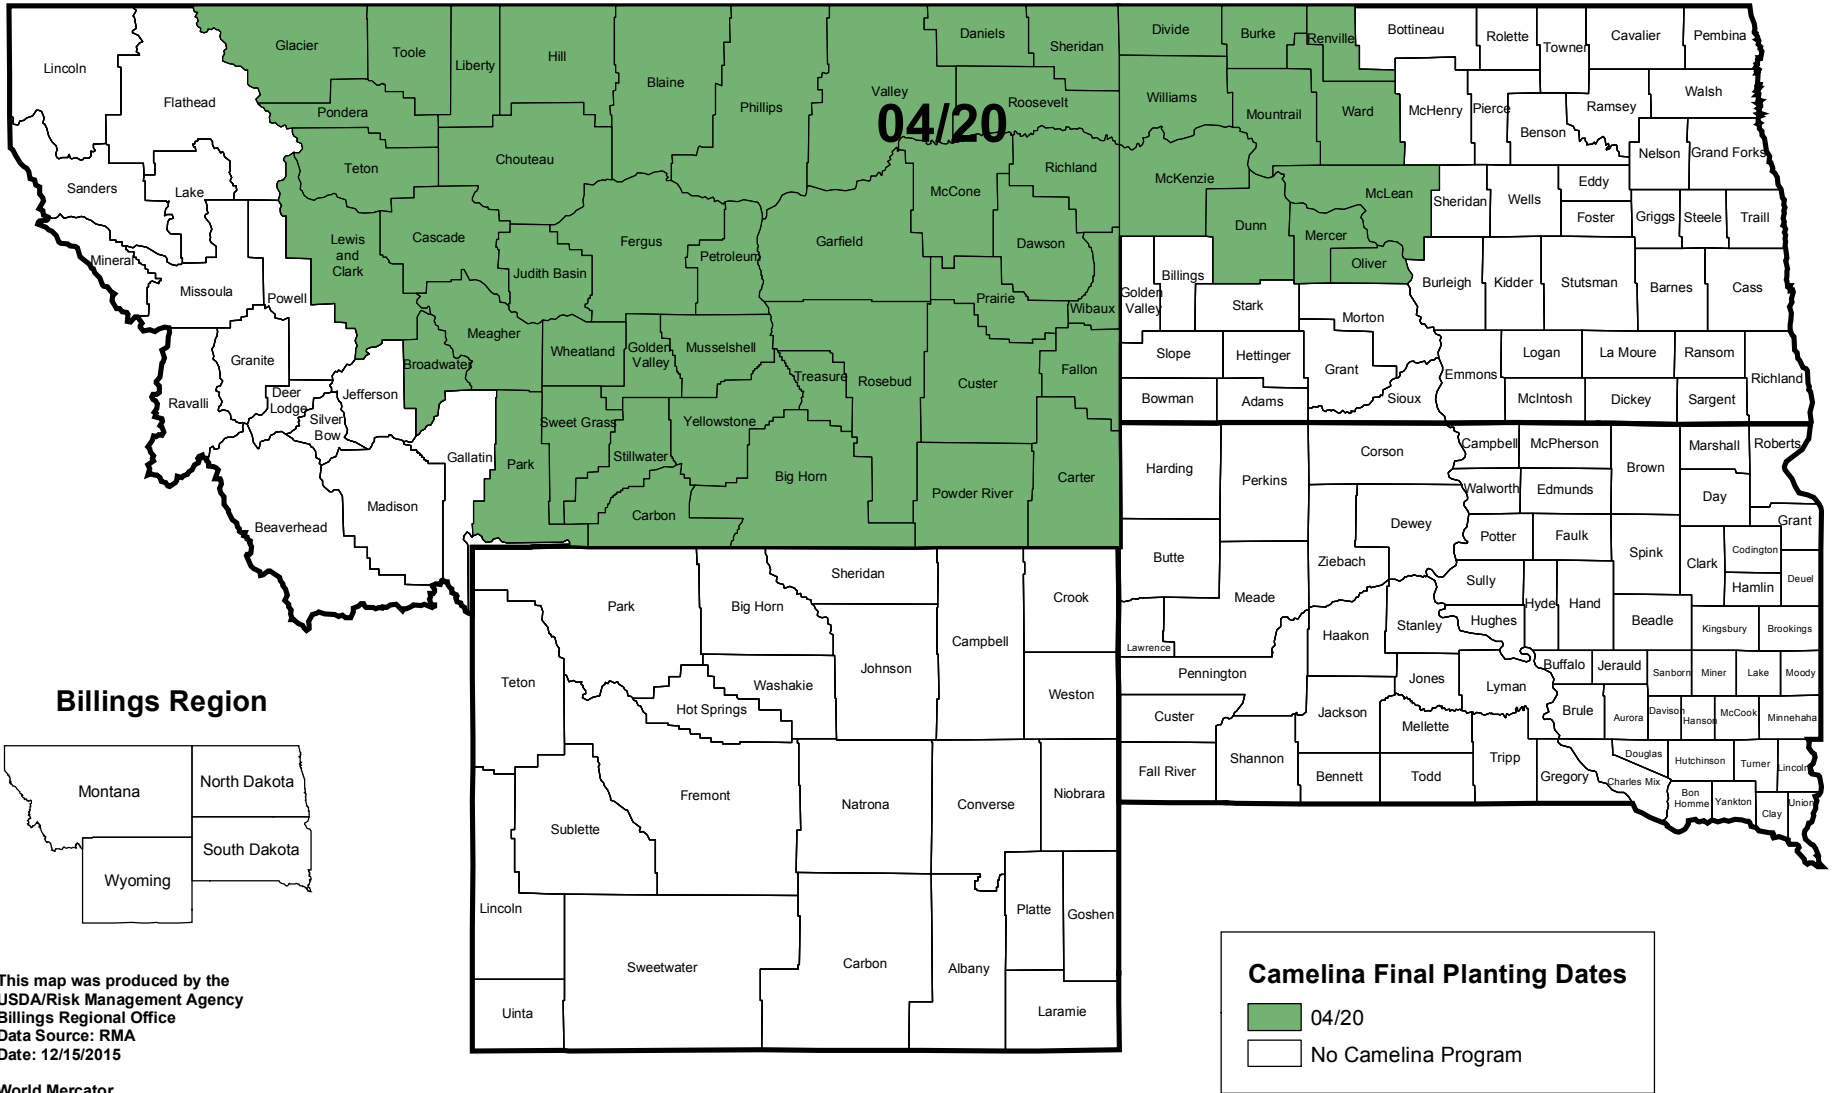 Lincoln
Flathead
Glacier
Toole
Liberty
Hill
Blaine
Phillips
Valley
Daniels
Sheridan
Roosevelt
04/20
Pondera
Teton
Chouteau
Richland
McCone
Sanders
Lake
Lewis
and
Clark
Cascade
Judith Basin
Fergus
Petroleum
Garfield
Dawson
Prairie
Wibaux
Mineral
Missoula
Powell
Meagher
Wheatland
Golden
Valley
Musselshell
Treasure
Rosebud
Custer
Fallon
Granite
Broadwater
Jefferson
Deer
Lodge
Silver
Bow
Ravalli
Gallatin
Park
Sweet Grass
Stillwater
Yellowstone
Big Horn
Powder River
Carter
Carbon
Madison
Beaverhead
Divide
Burke
Renville
Bottineau
Rolette
Towner
Cavalier
Pembina
Williams
Mountrail
Ward
McHenry
Pierce
Benson
Ramsey
Walsh
Nelson
Grand Forks
McKenzie
McLean
Sheridan
Wells
Eddy
Foster
Griggs
Steele
Traill
Dunn
Mercer
Oliver
Billings
Golden
Valley
Stark
Morton
Burleigh
Kidder
Stutsman
Barnes
Cass
Slope
Hettinger
Grant
Sioux
Emmons
Logan
La Moure
Ransom
Richland
Bowman
Adams
McIntosh
Dickey
Sargent
Harding
Perkins
Corson
Campbell
McPherson
Brown
Marshall
Roberts
Walworth
Edmunds
Day
Dewey
Ziebach
Potter
Faulk
Spink
Clark
Codington
Grant
Hamlin
Deuel
Butte
Meade
Sully
Hyde
Hand
Beadle
Kingsbury
Brookings
Lawrence
Haakon
Stanley
Hughes
Pennington
Jones
Lyman
Buffalo
Jerauld
Sanborn
Miner
Lake
Moody
Custer
Jackson
Mellette
Brule
Aurora
Davison
Hanson
McCook
Minnehaha
Fall River
Shannon
Bennett
Todd
Tripp
Gregory
Douglas
Charles Mix
Hutchinson
Turner
Lincoln
Bon
Homme
Yankton
Clay
Union
Park
Big Horn
Sheridan
Campbell
Crook
Johnson
Teton
Washakie
Hot Springs
Weston
Fremont
Sublette
Natrona
Converse
Niobrara
Lincoln
Sweetwater
Carbon
Albany
Platte
Goshen
Uinta
Laramie
Billings Region
Montana
North Dakota
South Dakota
Wyoming
This map was produced by the
USDA/Risk Management Agency
Billings Regional Office
Data Source: RMA
Date: 12/15/2015
World Mercator
Camelina Final Planting Dates
04/20
No Camelina Program